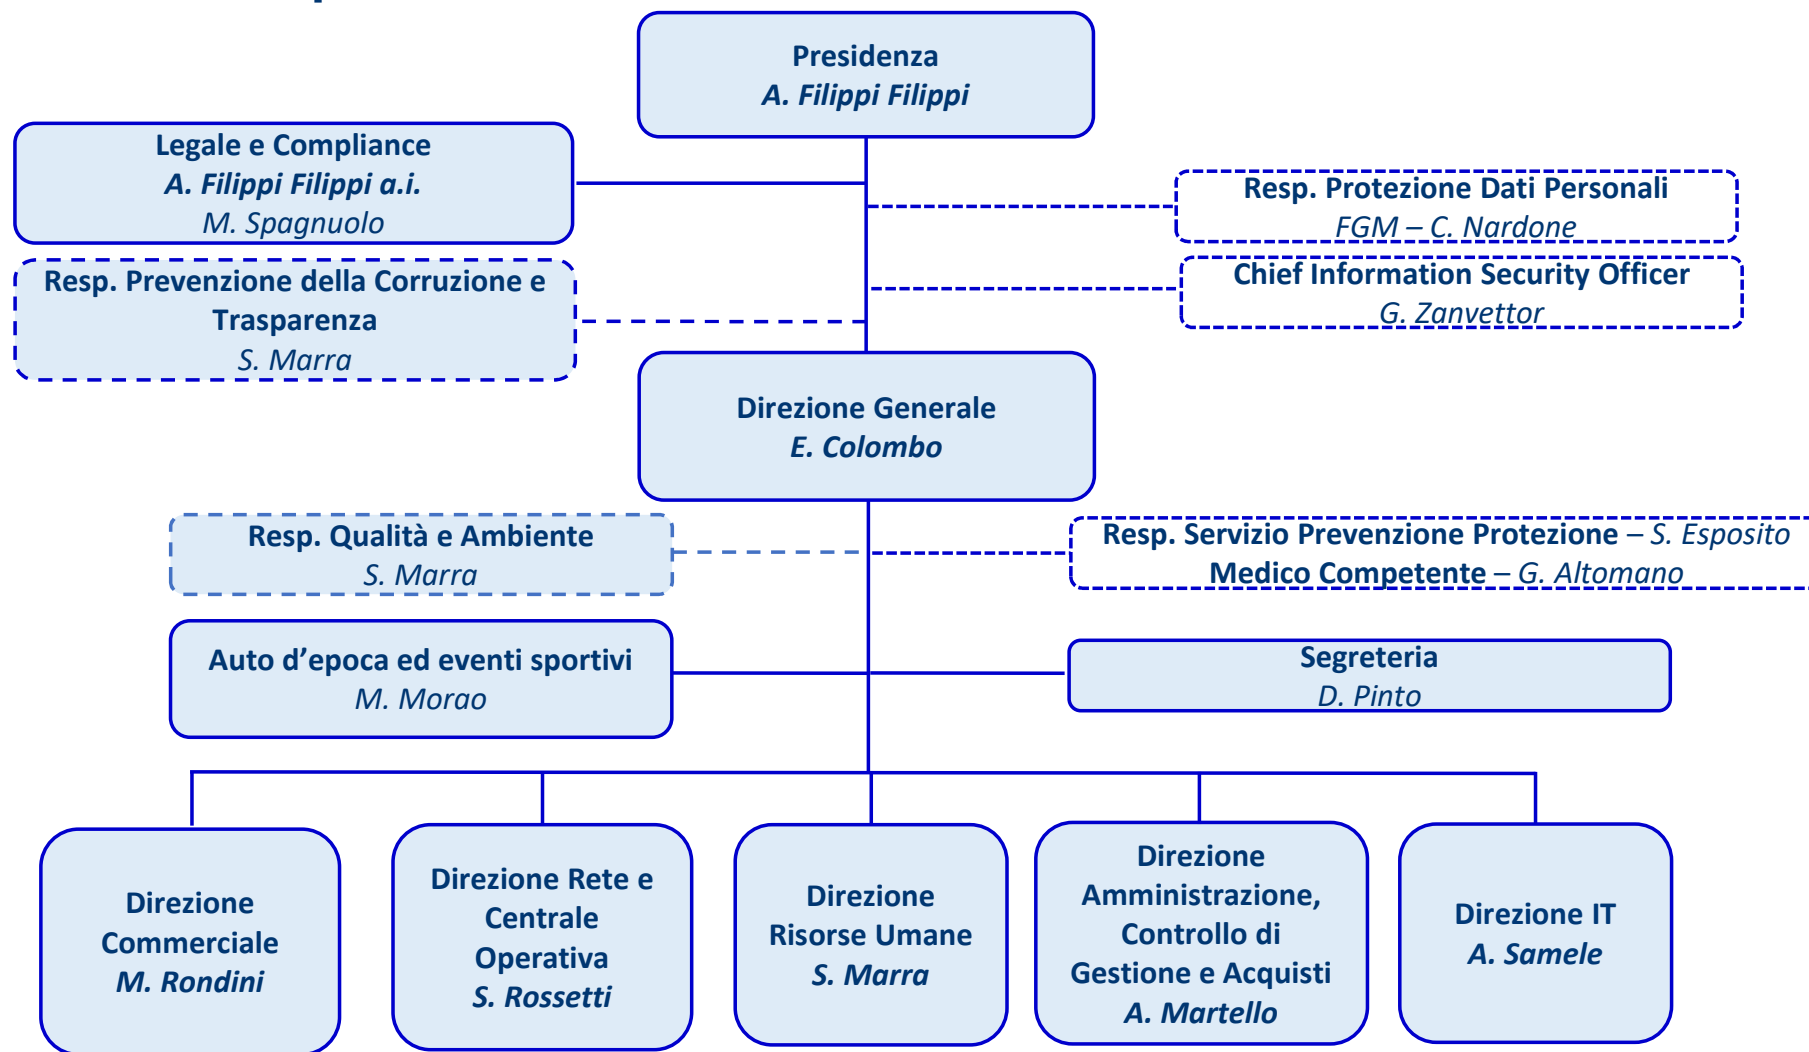 Presidenza
A. Filippi Filippi
Legale e Compliance
A. Filippi Filippi a.i.
M. Spagnuolo
Resp. Protezione Dati Personali
FGM – C. Nardone
Resp. Prevenzione della Corruzione e
Trasparenza
S. Marra
Chief Information Security Officer
G. Zanvettor
Direzione Generale
E. Colombo
Resp. Qualità e Ambiente
S. Marra
Resp. Servizio Prevenzione Protezione – S. Esposito
Medico Competente – G. Altomano
Auto d’epoca ed eventi sportivi
M. Morao
Segreteria
D. Pinto
Direzione
Commerciale
M. Rondini
Direzione Rete e
Centrale
Operativa
S. Rossetti
Direzione
Risorse Umane
S. Marra
Direzione
Amministrazione,
Controllo di
Gestione e Acquisti
A. Martello
Direzione IT
A. Samele